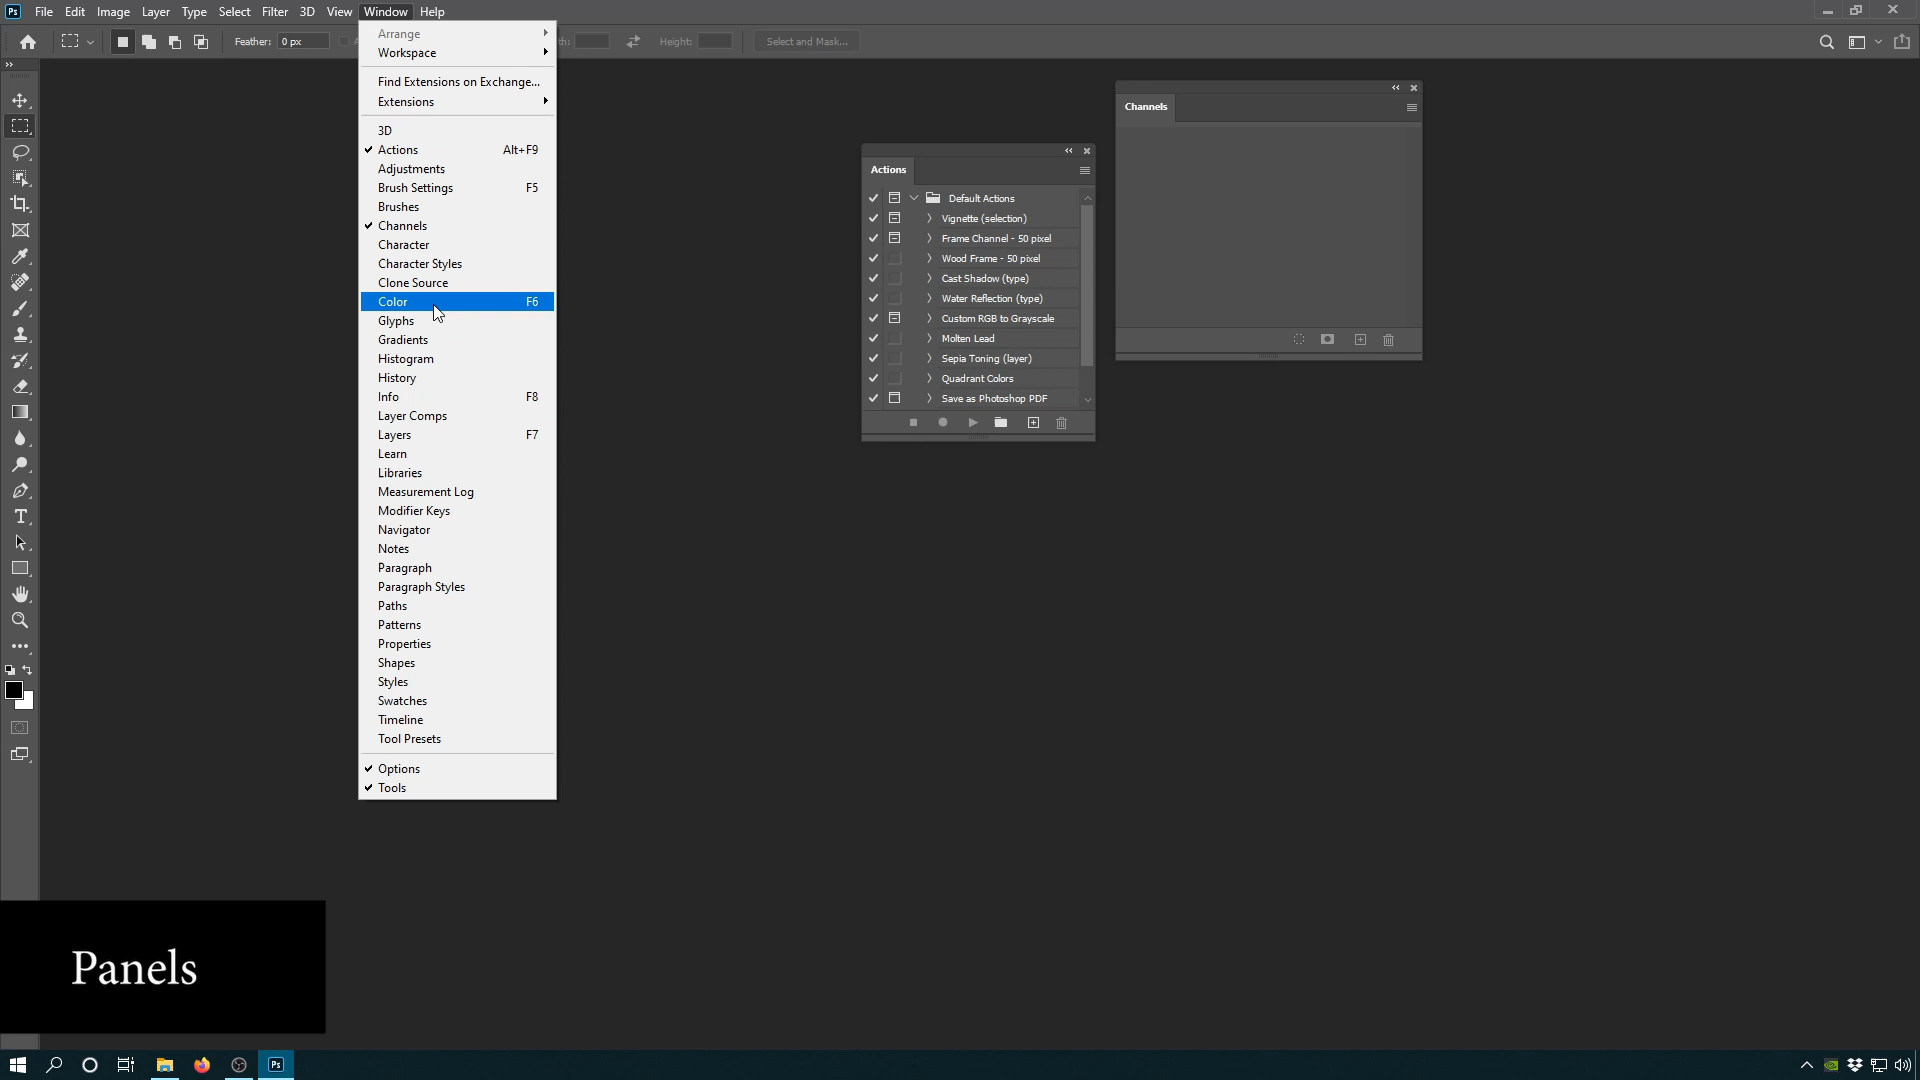 Ps File Edit Image Layer Type Select Filter 3D View Window Help
Feather: 0 px
Height:
Select and Mask...
Arrange
Workspace
Find Extensions on Exchange...
Extensions
3D
Actions Alt+F9
Adjustments
Brush Settings F5
Brushes
Channels
Character
Character Styles
Clone Source
Color F6
Glyphs
Gradients
Histogram
History
Info F8
Layer Comps
Layers F7
Learn
Libraries
Measurement Log
Modifier Keys
Navigator
Notes
Paragraph
Paragraph Styles
Paths
Patterns
Properties
Shapes
Styles
Swatches
Timeline
Tool Presets
Options
Tools
Actions
Default Actions
Vignette (selection)
Frame Channel - 50 pixel
Wood Frame - 50 pixel
Cast Shadow (type)
Water Reflection (type)
Custom RGB to Grayscale
Molten Lead
Sepia Toning (layer)
Quadrant Colors
Save as Photoshop PDF
Channels
Panels
Ps